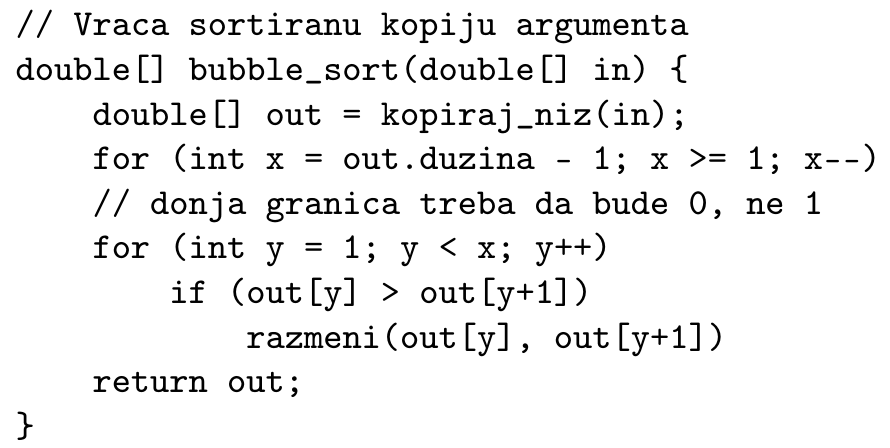 // Vraca sortiranu kopiju argumenta
double[] bubble_sort(double[] in) {
    double[] out = kopiraj_niz(in);
    for (int x = out.duzina - 1; x >= 1; x--)
    // donja granica treba da bude 0, ne 1
    for (int y = 1; y < x; y++)
        if (out[y] > out[y+1])
            razmeni(out[y], out[y+1])
    return out;
}